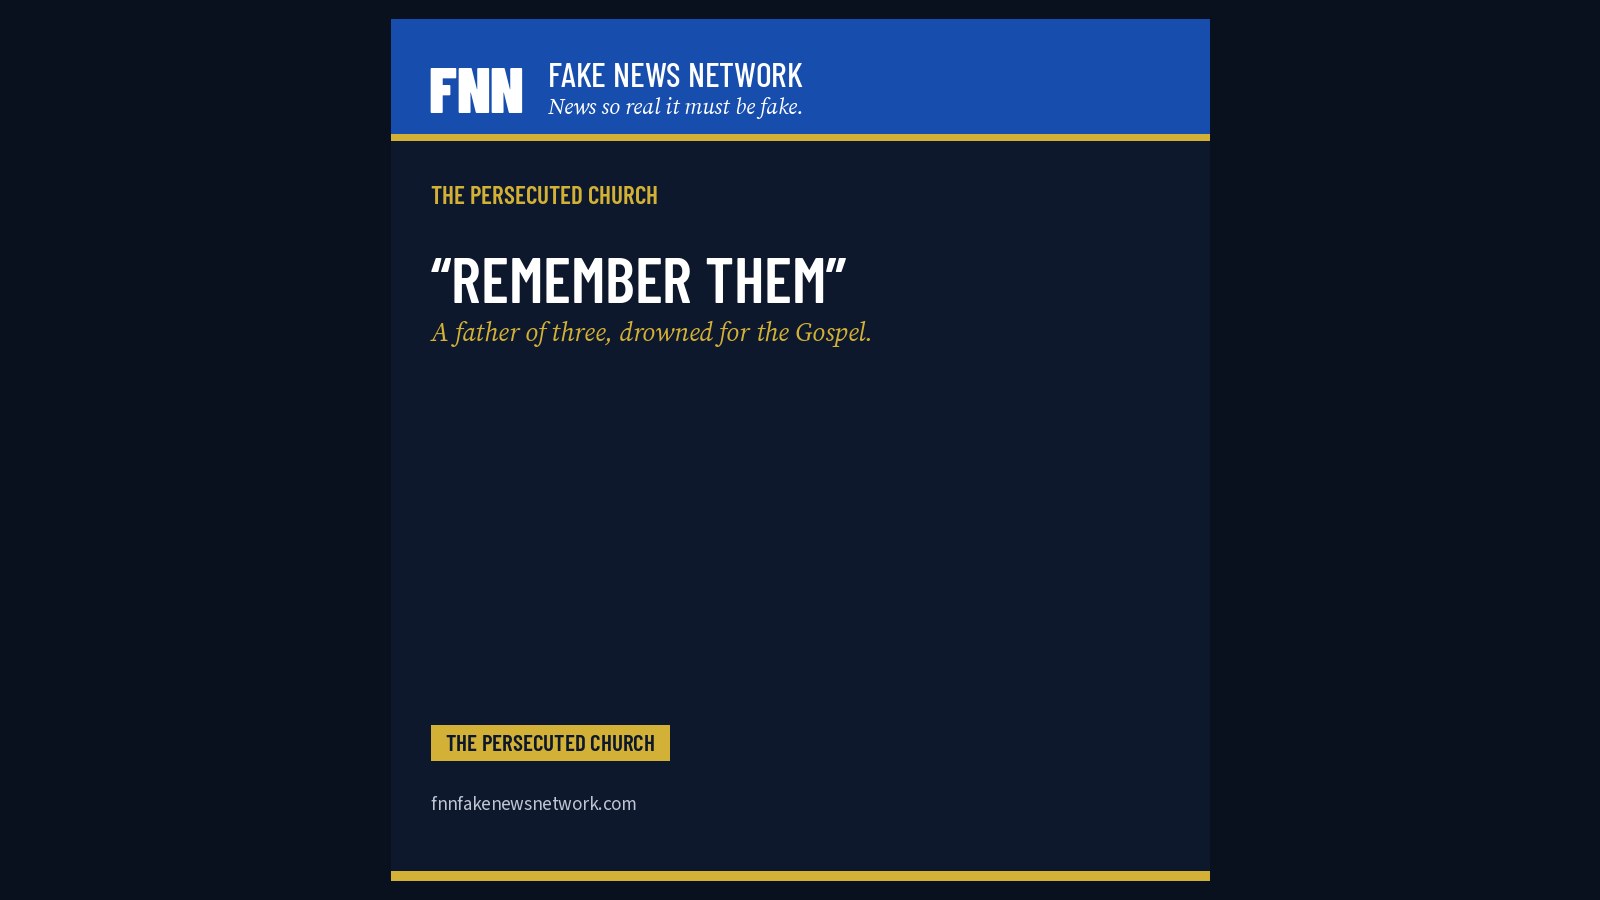 FNN
FAKE NEWS NETWORK
News so real it must be fake.
THE PERSECUTED CHURCH
“REMEMBER THEM”
A father of three, drowned for the Gospel.
THE PERSECUTED CHURCH
fnnfakenewsnetwork.com